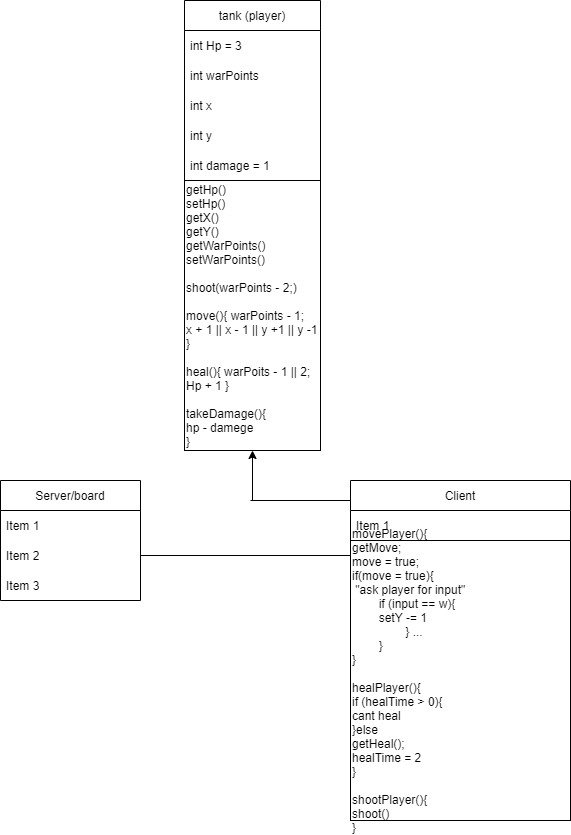 tank (player)
int Hp = 3
int warPoints
int x
int y
int damage = 1
getHp()
setHp()
getX()
getY()
getWarPoints()
setWarPoints()
shoot(warPoints - 2;)
move(){ warPoints - 1;
x + 1 || x - 1 || y +1 || y -1
}
heal(){ warPoits - 1 || 2;
Hp + 1 }
takeDamage(){
hp - damege
}
Server/board
Item 1
Item 2
Item 3
Client
Item 1
movePlayer(){
getMove;
move = true;
if(move = true){
"ask player for input"
if (input == w){
setY -= 1
} ...
}
}
healPlayer(){
if (healTime > 0){
cant heal
}else
getHeal();
healTime = 2
}
shootPlayer(){
shoot()
}